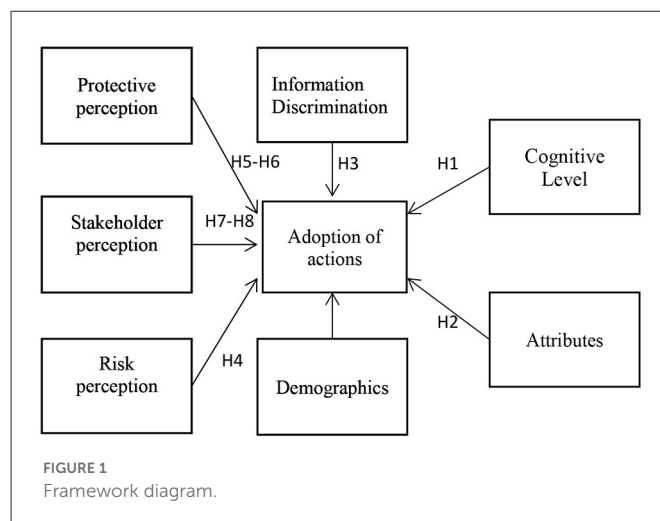 Protective
perception
Information
Discrimination
H5-H6
H3
H1
Cognitive
Level
Stakeholder
perception
H7-H8
Adoption of
actions
Risk
perception
H4
Demographics
H2
Attributes
FIGURE 1
Framework diagram.